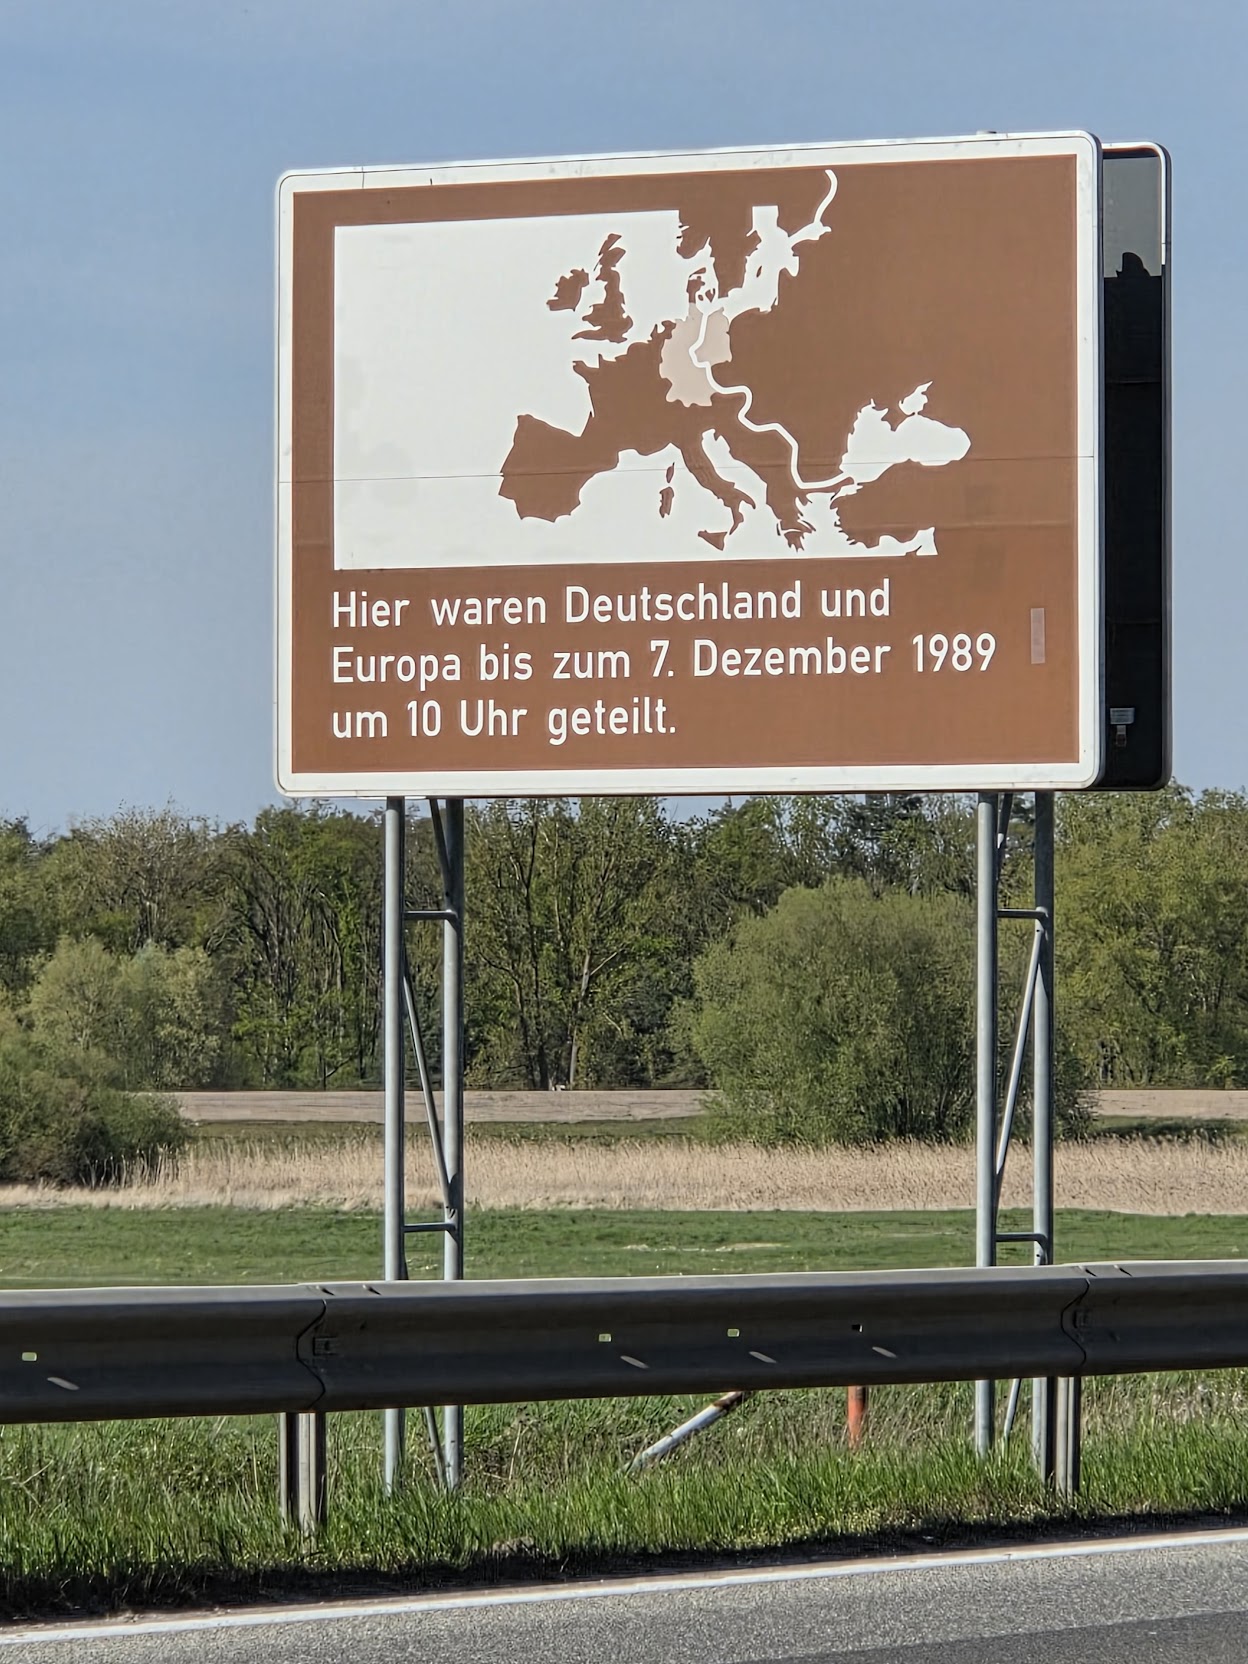 Hier waren Deutschland und
Europa bis zum 7. Dezember 1989
um 10 Uhr geteilt.